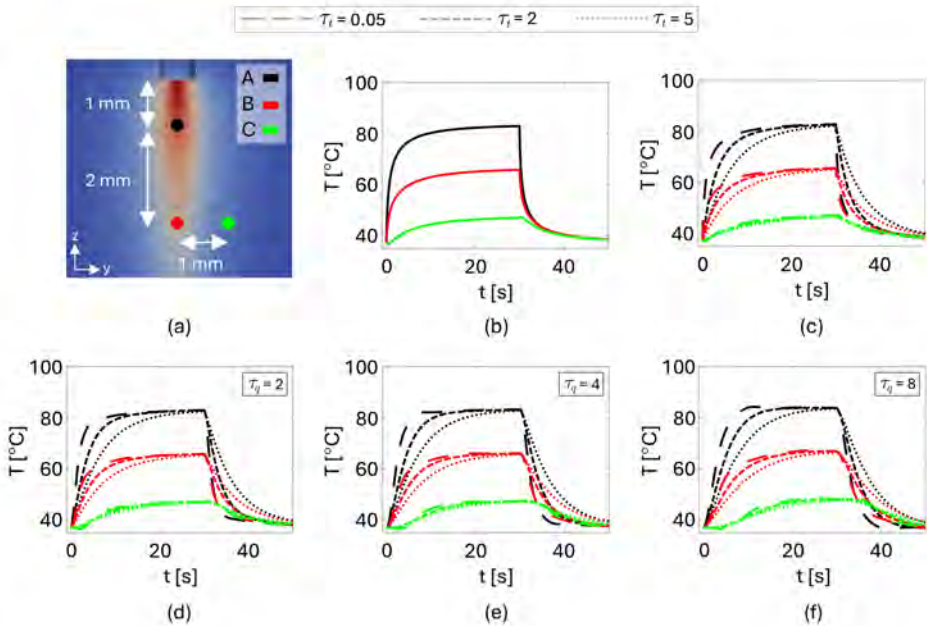 τₜ = 0.05 τₜ = 2 τₜ = 5
A
B
C
1 mm
2 mm
1 mm
z
y
(a)
100
80
60
40
T [°C]
0 20 40
t [s]
(b)
100
80
60
40
T [°C]
0 20 40
t [s]
(c)
τq = 2
100
80
60
40
T [°C]
0 20 40
t [s]
(d)
τq = 4
100
80
60
40
T [°C]
0 20 40
t [s]
(e)
τq = 8
100
80
60
40
T [°C]
0 20 40
t [s]
(f)